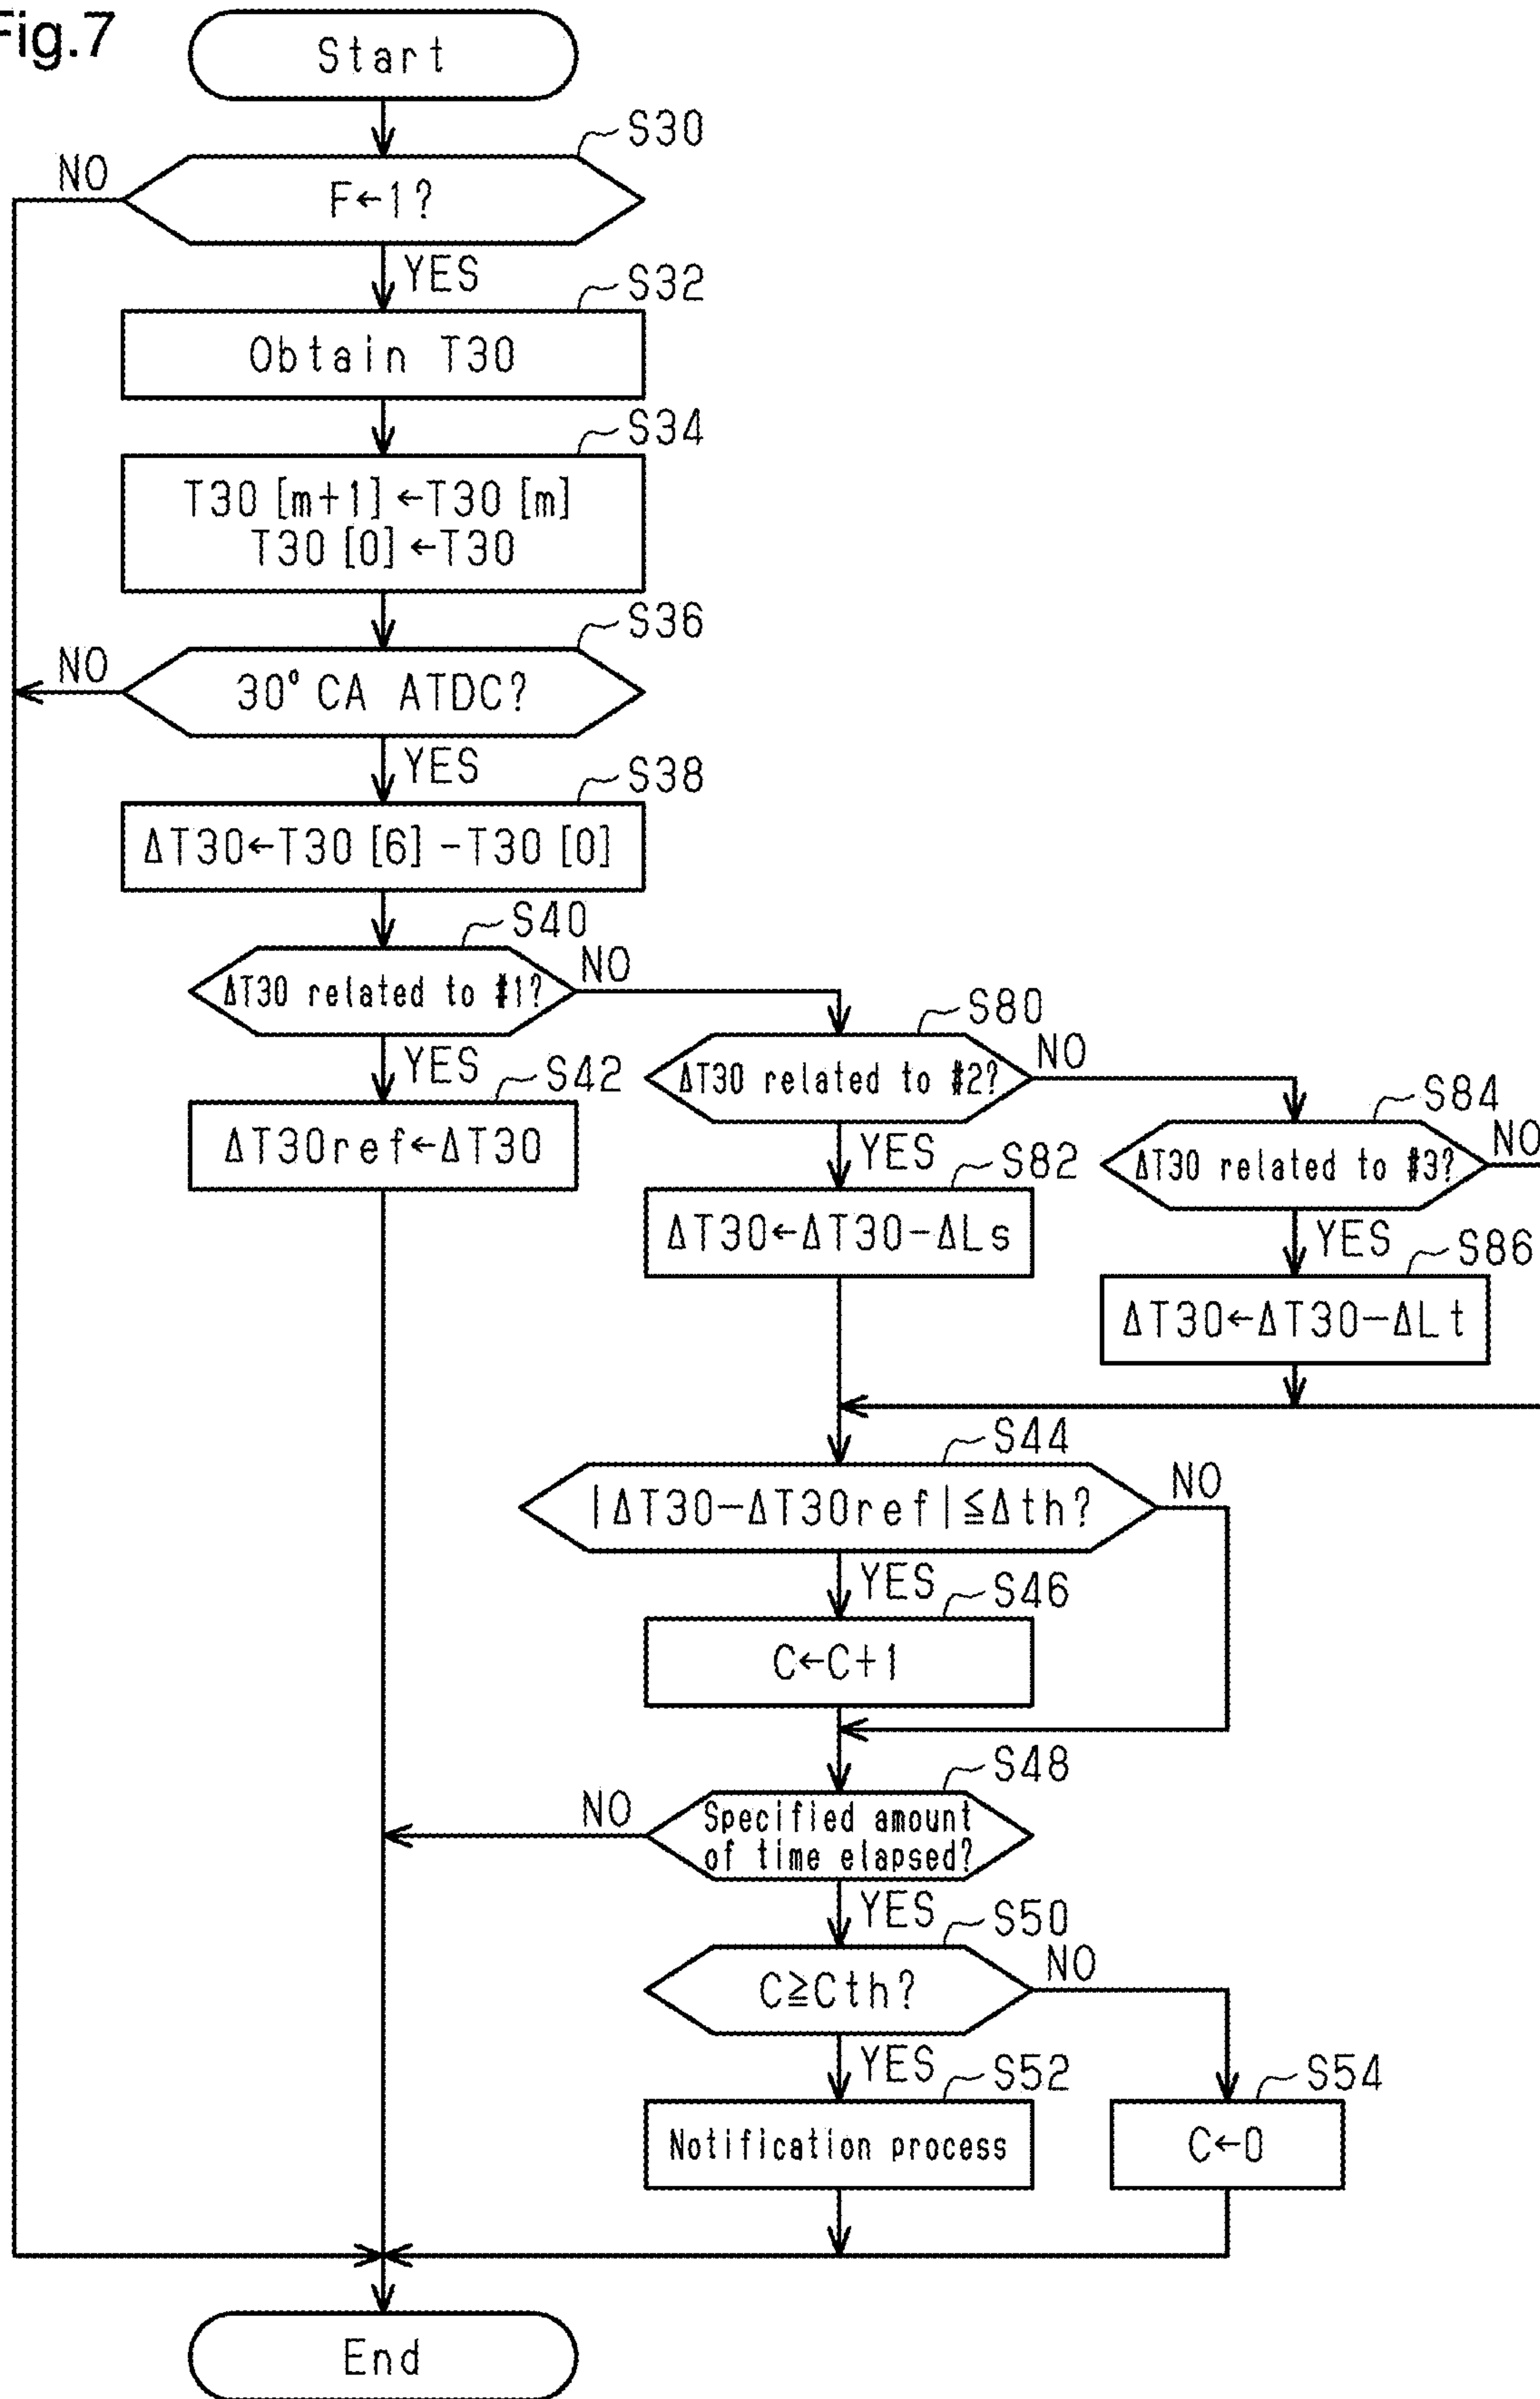 Fig.7
Start
S30
NO
F←1?
YES
S32
Obtain T30
S34
T30 [m+1] ←T30 [m]
T30 [0] ←T30
S36
NO
30° CA ATDC?
YES
S38
ΔT30←T30 [6] −T30 [0]
S40
ΔT30 related to #1?
NO
YES
S42
ΔT30ref←ΔT30
S80
ΔT30 related to #2?
NO
YES
S82
ΔT30←ΔT30−ΔLs
S84
ΔT30 related to #3?
NO
YES
S86
ΔT30←ΔT30−ΔLt
S44
|ΔT30−ΔT30ref|≦Δth?
NO
YES
S46
C←C+1
S48
NO
Specified amount
of time elapsed?
YES
S50
C≧Cth?
NO
YES
S52
Notification process
S54
C←0
End